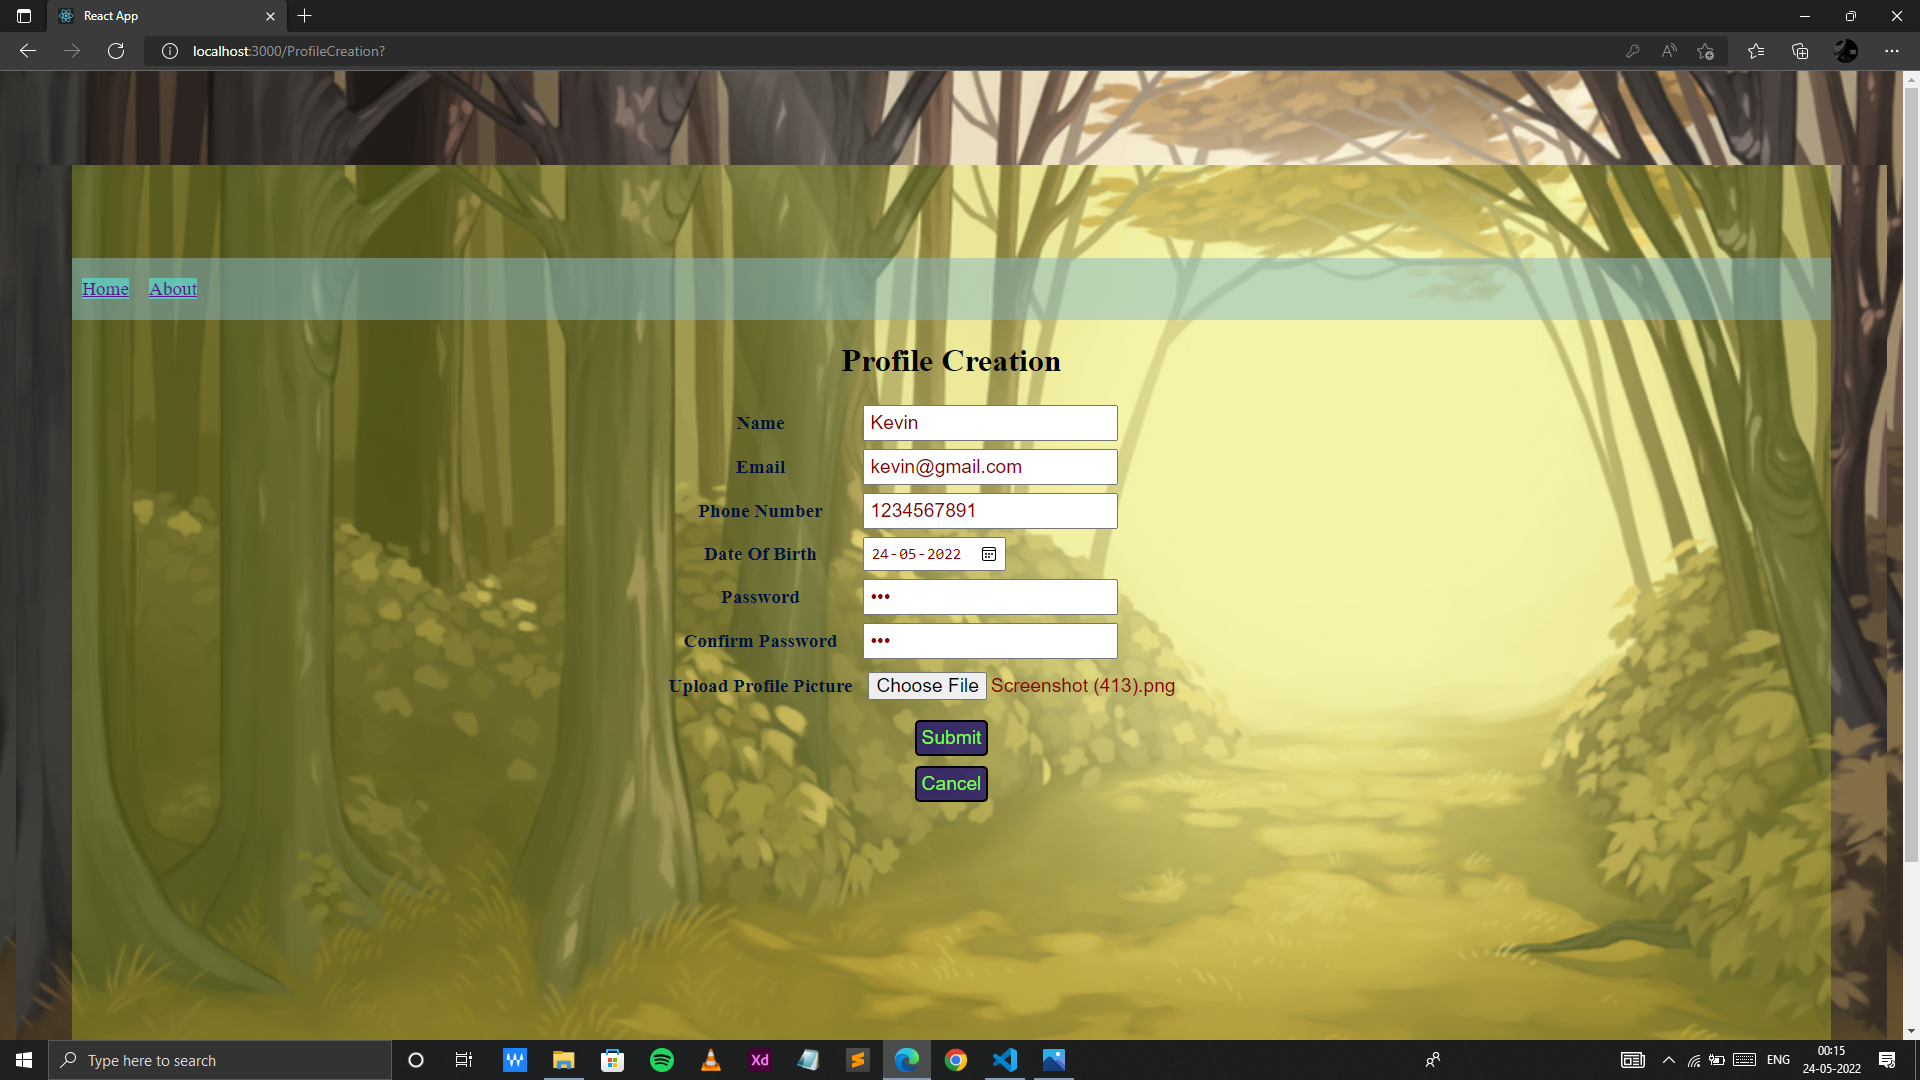 React App
localhost:3000/ProfileCreation?
Home About
Profile Creation
Name Kevin
Email kevin@gmail.com
Phone Number 1234567891
Date Of Birth 24-05-2022
Password •••
Confirm Password •••
Upload Profile Picture Choose File Screenshot (413).png
Submit
Cancel
Type here to search
Xd
ENG
00:15
24-05-2022